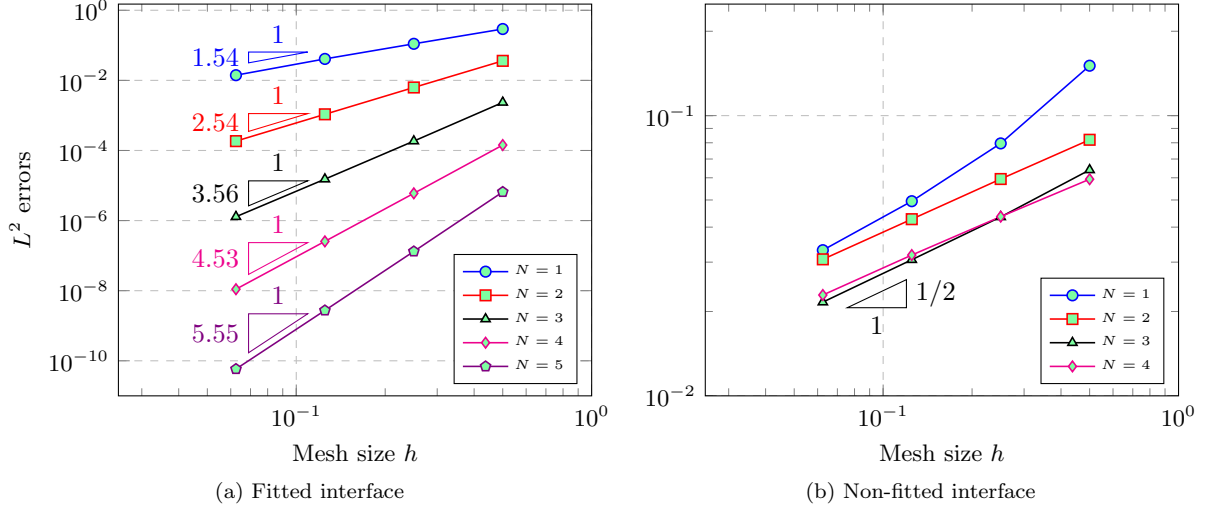 10^0
10^{-2}
10^{-4}
10^{-6}
10^{-8}
10^{-10}
L^2 errors
1
1.54
1
2.54
1
3.56
1
4.53
1
5.55
N = 1
N = 2
N = 3
N = 4
N = 5
10^{-1}
10^0
Mesh size h
(a) Fitted interface
10^{-1}
10^{-2}
1/2
1
N = 1
N = 2
N = 3
N = 4
10^{-1}
10^0
Mesh size h
(b) Non-fitted interface